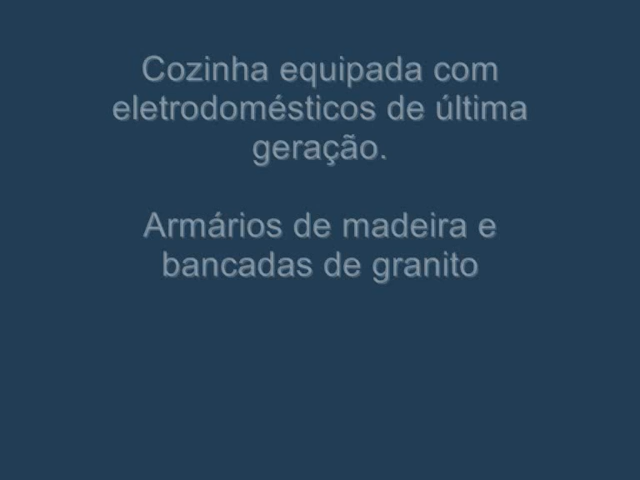 Cozinha equipada com
eletrodomésticos de última
geração.
Armários de madeira e
bancadas de granito